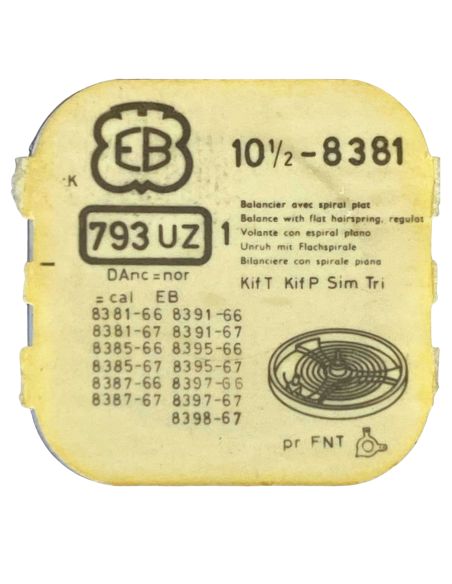 EB
10½-8381
K
793 UZ 1
Balancier avec spiral plat
Balance with flat hairspring, regulat
Volante con espiral plano
Unruh mit Flachspirale
Bilanciere con spirale piana
DAnc=nor
Kif T Kif P Sim Tri
= cal EB
8381-66 8391-66
8381-67 8391-67
8385-66 8395-66
8385-67 8395-67
8387-66 8397-66
8387-67 8397-67
8398-67
pr FNT